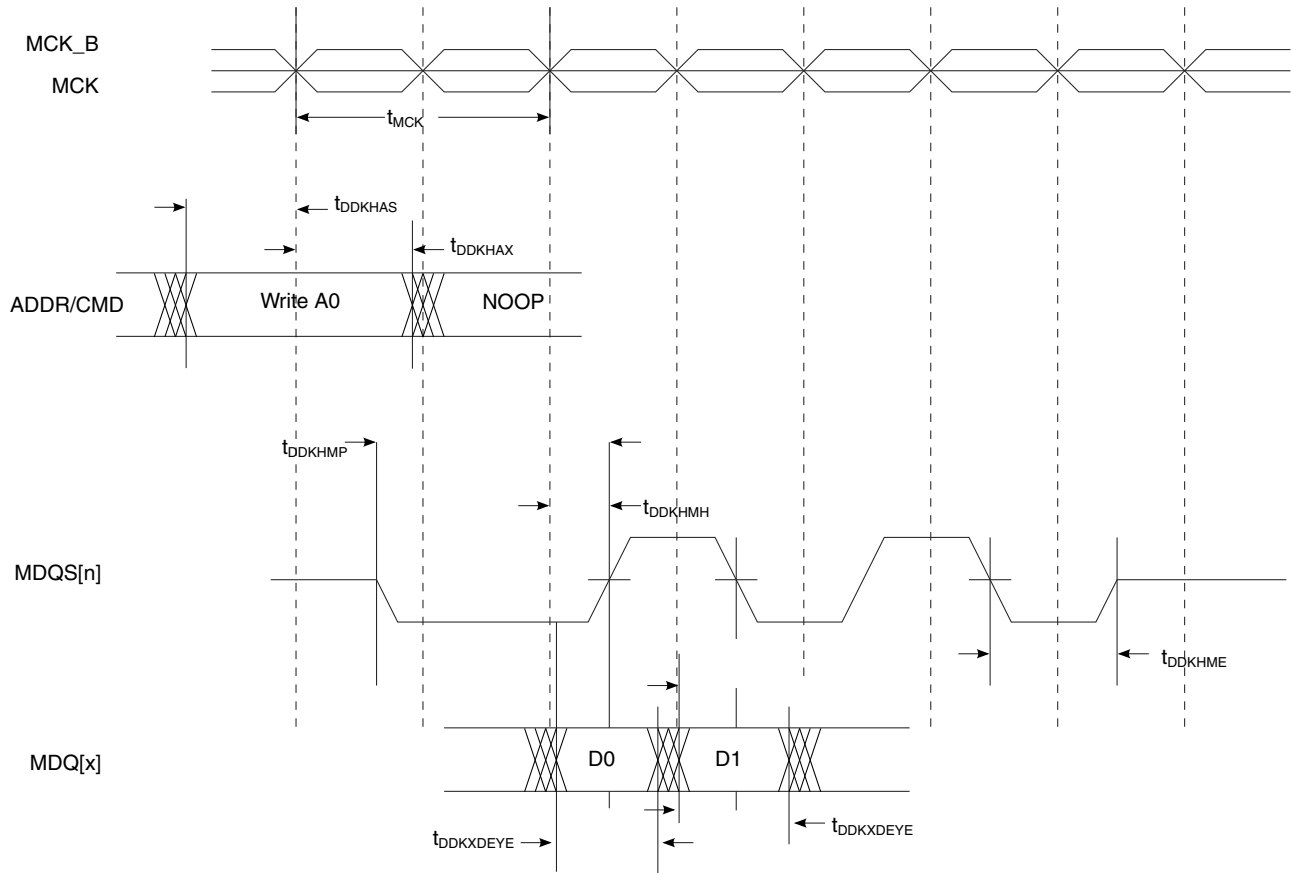 MCK_B
MCK
tMCK
tDDKHAS
tDDKHAX
ADDR/CMD
Write A0
NOOP
tDDKHMP
tDDKHMH
MDQS[n]
tDDKHME
MDQ[x]
D0
D1
tDDKXDEYE
tDDKXDEYE